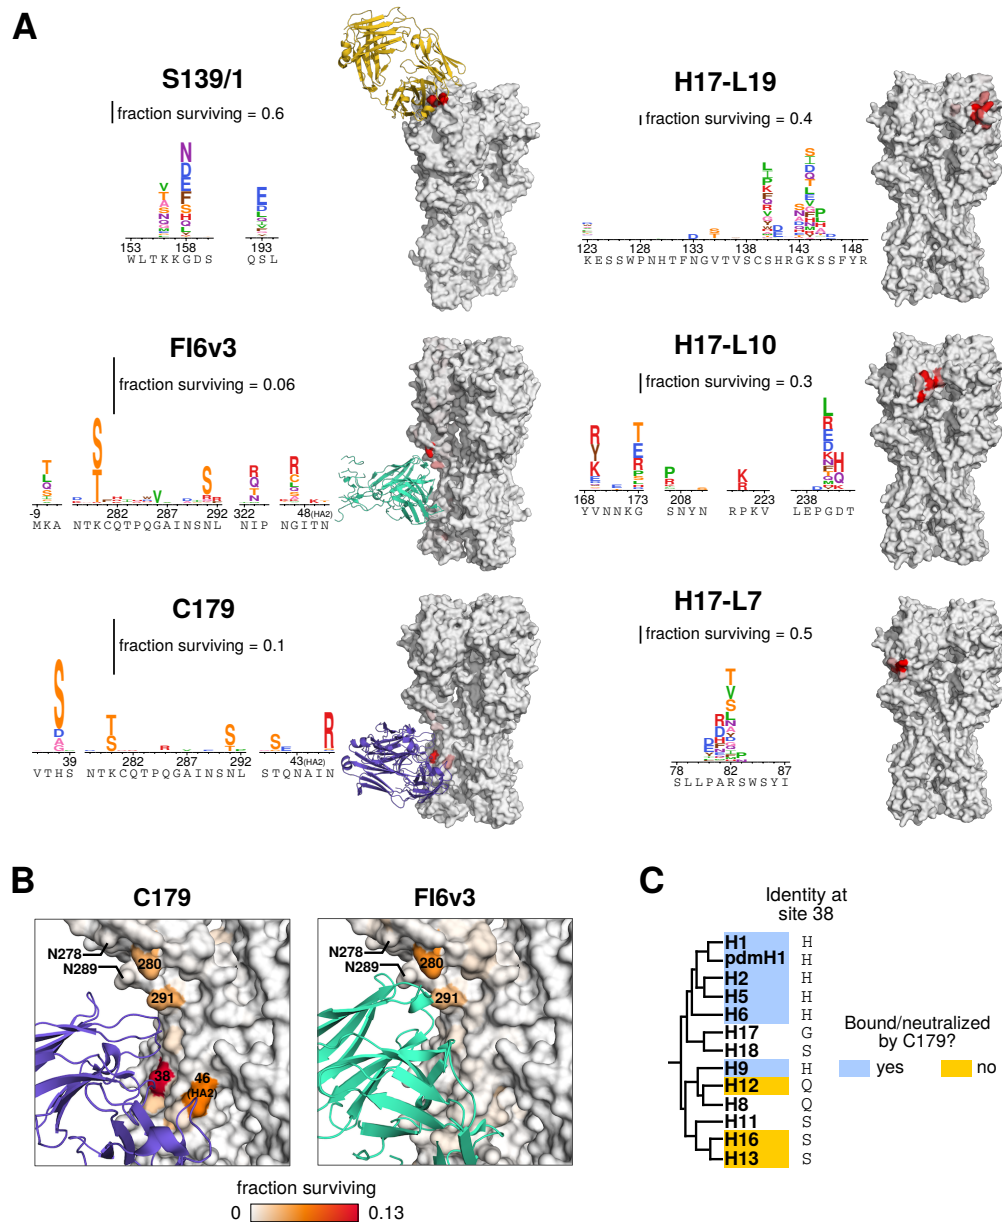 A
S139/1
fraction surviving = 0.6
153 158 193
WLTKKGDS QSL
H17-L19
fraction surviving = 0.4
123 128 133 138 143 148
KESSWPNHTFNGVTVSCSHRGKSSFYR
FI6v3
fraction surviving = 0.06
-9 282 287 292 322 48(HA2)
MKA NTKCQTPQGAINSNL NIP NGITN
H17-L10
fraction surviving = 0.3
168 173 208 223 238
YVNNKG SNYN RPKV LEPGDT
C179
fraction surviving = 0.1
39 282 287 292 43(HA2)
VTHS NTKCQTPQGAINSNL STQNAIN
H17-L7
fraction surviving = 0.5
78 82 87
SLLPARSWSYI
B
C179
N278
N289
280
291
38
46
(HA2)
FI6v3
N278
N289
280
291
fraction surviving
0 0.13
C
Identity at
site 38
H1 H
pdmH1 H
H2 H
H5 H
H6 H
H17 G
H18 S
H9 H
H12 Q
H8 Q
H11 S
H16 S
H13 S
Bound/neutralized
by C179?
yes no